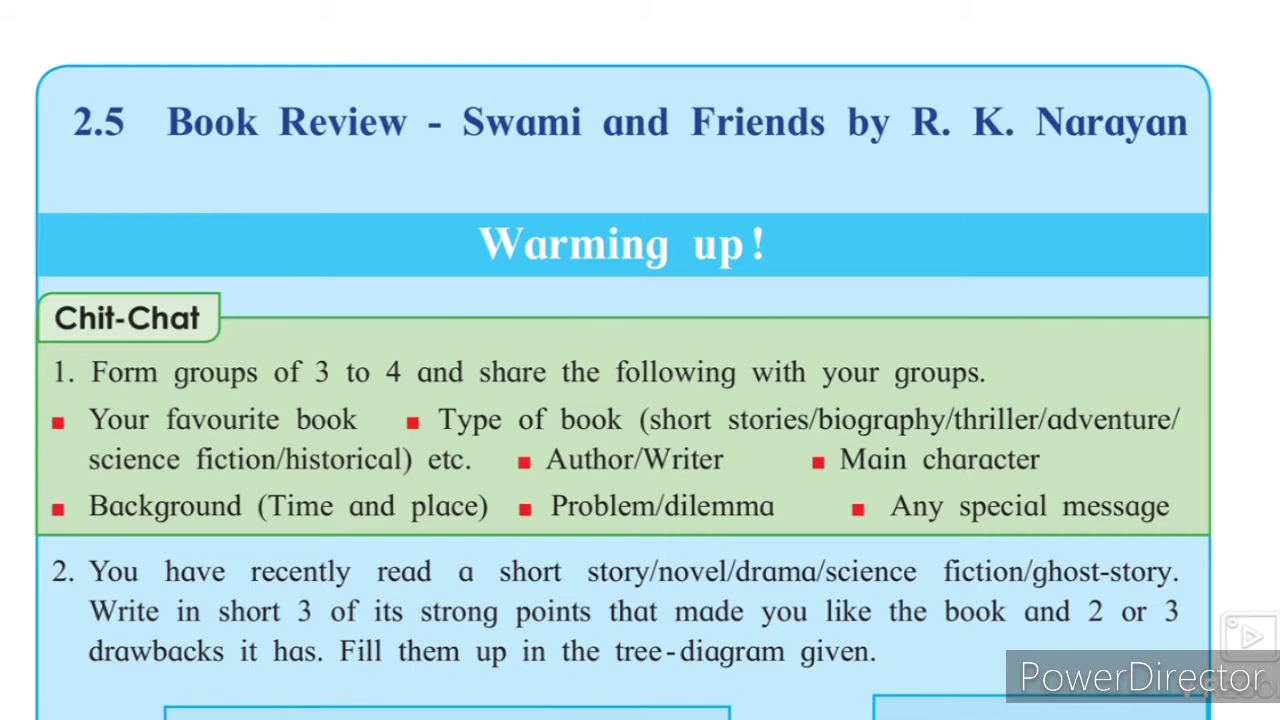 2.5 Book Review - Swami and Friends by R. K. Narayan
Warming up!
Chit-Chat
1. Form groups of 3 to 4 and share the following with your groups.
■ Your favourite book ■ Type of book (short stories/biography/thriller/adventure/
science fiction/historical) etc. ■ Author/Writer ■ Main character
■ Background (Time and place) ■ Problem/dilemma ■ Any special message
2. You have recently read a short story/novel/drama/science fiction/ghost-story.
Write in short 3 of its strong points that made you like the book and 2 or 3
drawbacks it has. Fill them up in the tree-diagram given.
PowerDirector